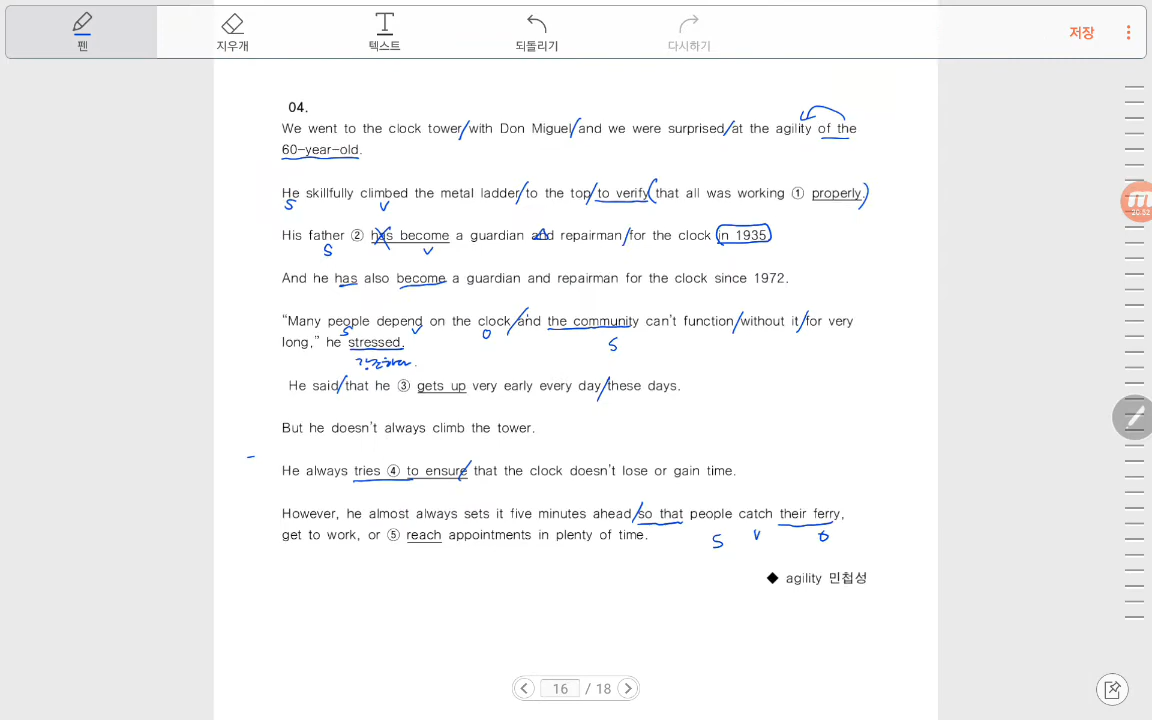 펜
지우개
텍스트
되돌리기
다시하기
저장
04.
We went to the clock tower with Don Miguel and we were surprised at the agility of the
60-year-old.
He skillfully climbed the metal ladder to the top to verify that all was working ① properly.
S
V
20:52
His father ② has become a guardian and repairman for the clock in 1935
S
V
And he has also become a guardian and repairman for the clock since 1972.
"Many people depend on the clock, and the community can't function without it for very
S
V
O
long," he stressed.
S
강조하다.
He said that he ③ gets up very early every day these days.
But he doesn't always climb the tower.
He always tries ④ to ensure that the clock doesn't lose or gain time.
However, he almost always sets it five minutes ahead so that people catch their ferry,
get to work, or ⑤ reach appointments in plenty of time.
S
V
O
◆ agility 민첩성
16 / 18